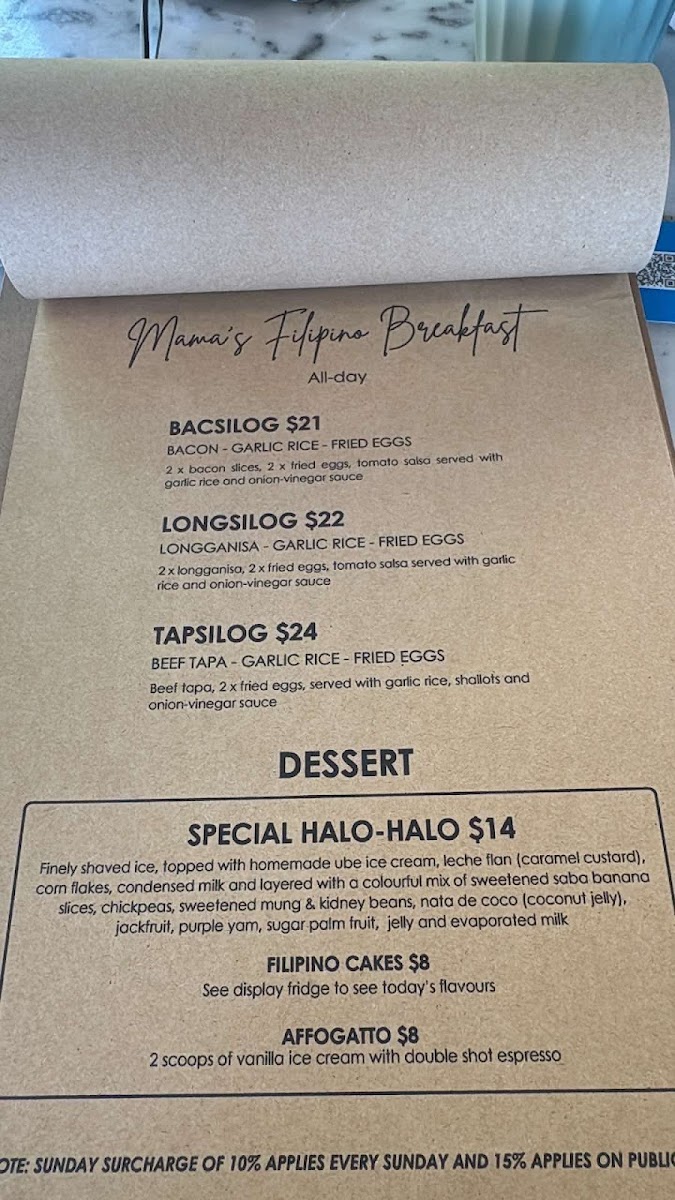 Mama's Filipino Breakfast
All-day
BACSILOG $21
BACON - GARLIC RICE - FRIED EGGS
2 x bacon slices, 2 x fried eggs, tomato salsa served with
garlic rice and onion-vinegar sauce
LONGSILOG $22
LONGGANISA - GARLIC RICE - FRIED EGGS
2 x longganisa, 2 x fried eggs, tomato salsa served with garlic
rice and onion-vinegar sauce
TAPSILOG $24
BEEF TAPA - GARLIC RICE - FRIED EGGS
Beef tapa, 2 x fried eggs, served with garlic rice, shallots and
onion-vinegar sauce
DESSERT
SPECIAL HALO-HALO $14
Finely shaved ice, topped with homemade ube ice cream, leche flan (caramel custard),
corn flakes, condensed milk and layered with a colourful mix of sweetened saba banana
slices, chickpeas, sweetened mung & kidney beans, nata de coco (coconut jelly),
jackfruit, purple yam, sugar palm fruit, jelly and evaporated milk
FILIPINO CAKES $8
See display fridge to see today's flavours
AFFOGATTO $8
2 scoops of vanilla ice cream with double shot espresso
OTE: SUNDAY SURCHARGE OF 10% APPLIES EVERY SUNDAY AND 15% APPLIES ON PUBLIC